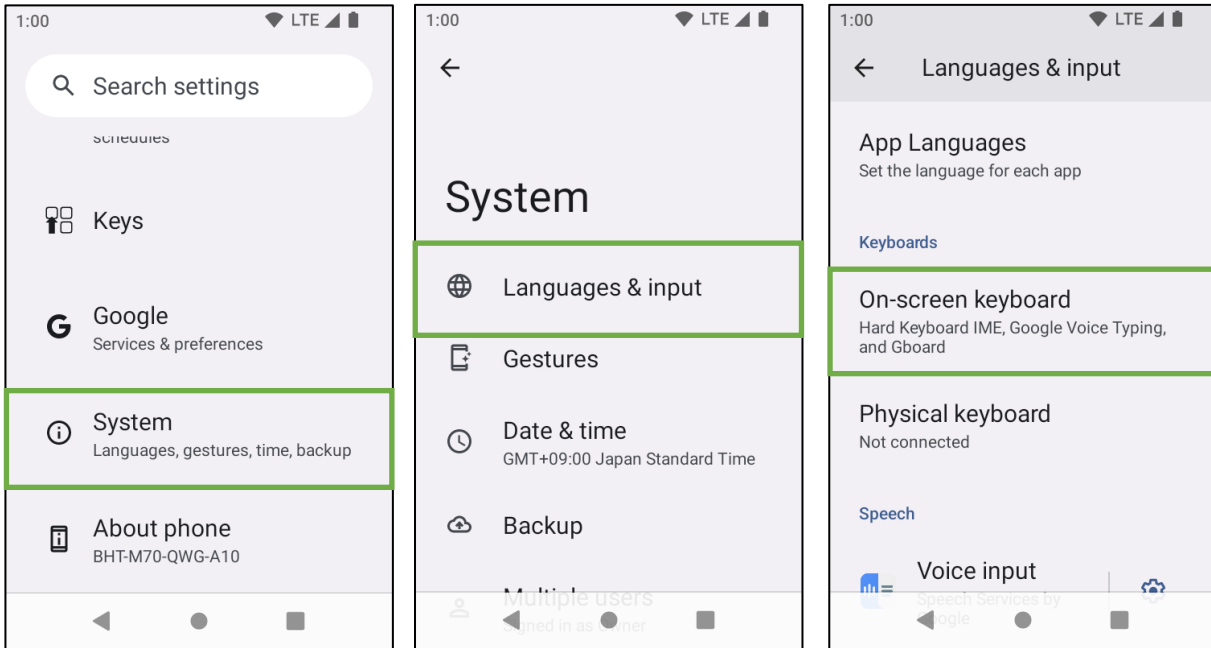 1:00
LTE
Search settings
schedules
Keys
Google
Services & preferences
System
Languages, gestures, time, backup
About phone
BHT-M70-QWG-A10
1:00
LTE
System
Languages & input
Gestures
Date & time
GMT+09:00 Japan Standard Time
Backup
Multiple users
Signed in as Owner
1:00
LTE
Languages & input
App Languages
Set the language for each app
Keyboards
On-screen keyboard
Hard Keyboard IME, Google Voice Typing,
and Gboard
Physical keyboard
Not connected
Speech
Voice input
Speech Services by
Google